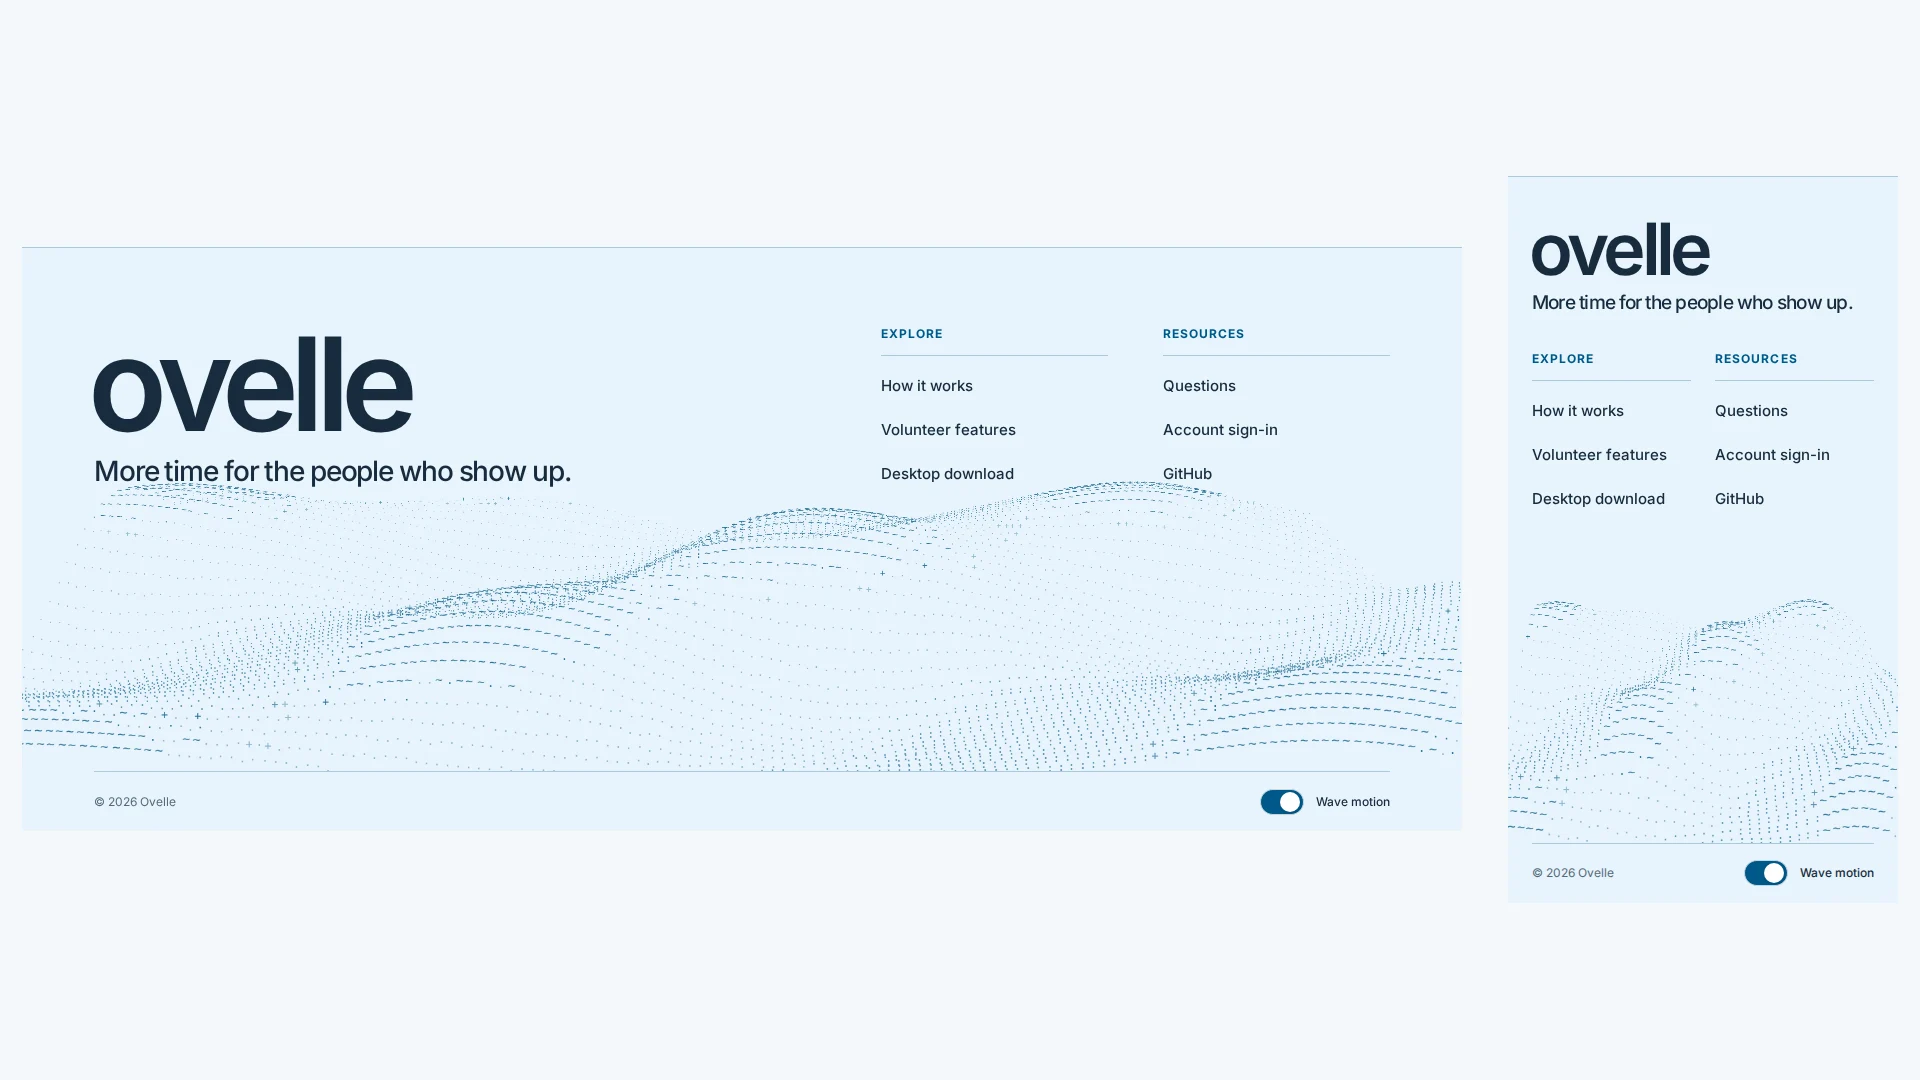 ovelle
More time for the people who show up.
EXPLORE
How it works
Volunteer features
Desktop download
RESOURCES
Questions
Account sign-in
GitHub
© 2026 Ovelle
Wave motion
ovelle
More time for the people who show up.
EXPLORE
How it works
Volunteer features
Desktop download
RESOURCES
Questions
Account sign-in
GitHub
© 2026 Ovelle
Wave motion